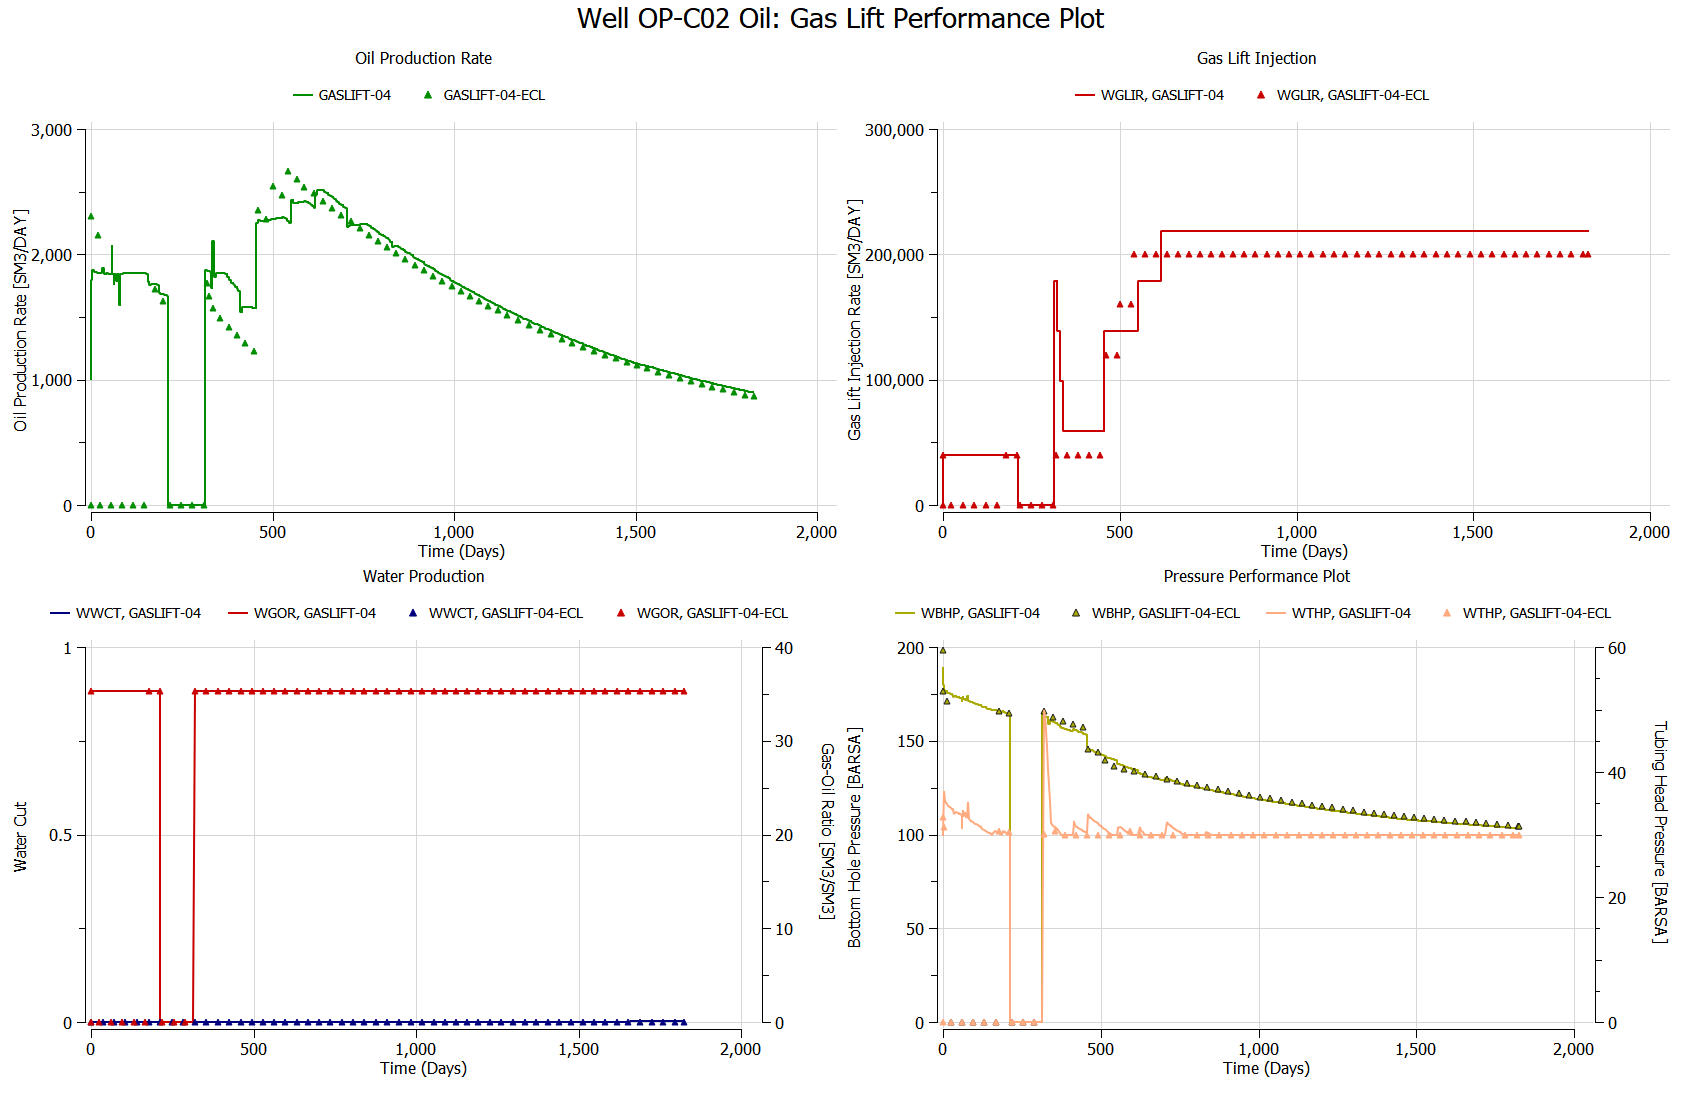 Well OP-C02 Oil: Gas Lift Performance Plot
Oil Production Rate
GASLIFT-04 GASLIFT-04-ECL
3,000
2,000
1,000
0
Oil Production Rate [SM3/DAY]
0 500 1,000 1,500 2,000
Time (Days)
Gas Lift Injection
WGLIR, GASLIFT-04 WGLIR, GASLIFT-04-ECL
300,000
200,000
100,000
0
Gas Lift Injection Rate [SM3/DAY]
0 500 1,000 1,500 2,000
Time (Days)
Water Production
WWCT, GASLIFT-04 WGOR, GASLIFT-04 WWCT, GASLIFT-04-ECL WGOR, GASLIFT-04-ECL
1
0.5
0
Water Cut
40
30
20
10
0
Gas-Oil Ratio [SM3/SM3]
0 500 1,000 1,500 2,000
Time (Days)
Pressure Performance Plot
WBHP, GASLIFT-04 WBHP, GASLIFT-04-ECL WTHP, GASLIFT-04 WTHP, GASLIFT-04-ECL
200
150
100
50
0
Bottom Hole Pressure [BARSA]
60
40
20
0
Tubing Head Pressure [BARSA]
0 500 1,000 1,500 2,000
Time (Days)